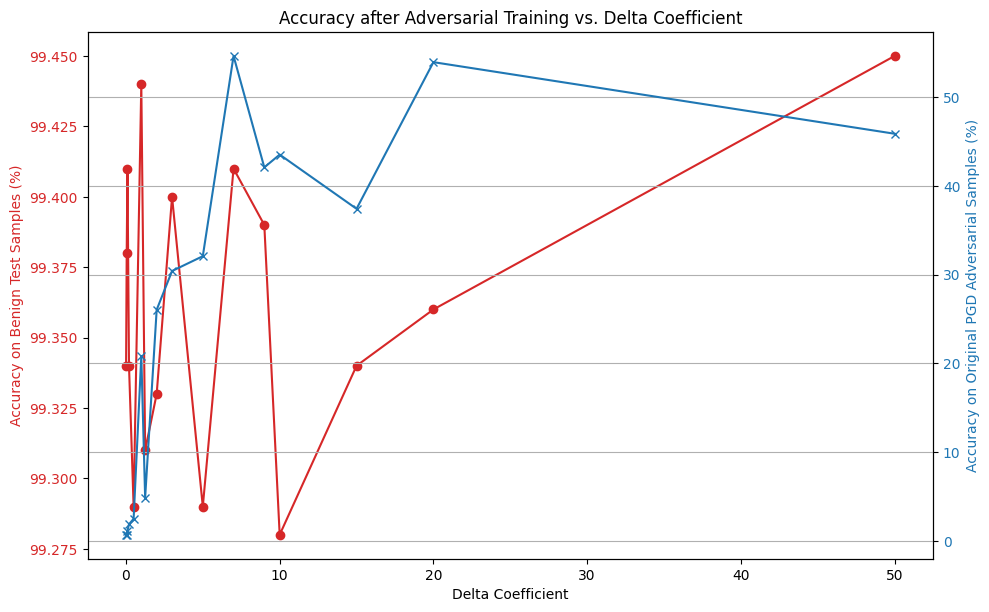 Accuracy after Adversarial Training vs. Delta Coefficient
Accuracy on Benign Test Samples (%)
99.450
99.425
99.400
99.375
99.350
99.325
99.300
99.275
50
40
30
20
10
0
Accuracy on Original PGD Adversarial Samples (%)
0 10 20 30 40 50
Delta Coefficient